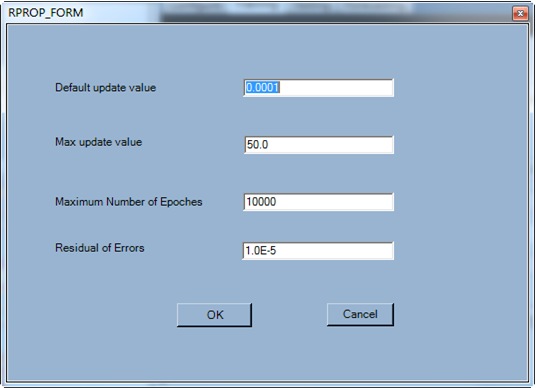 RPROP_FORM
Default update value 0.0001
Max update value 50.0
Maximum Number of Epoches 10000
Residual of Errors 1.0E-5
OK Cancel